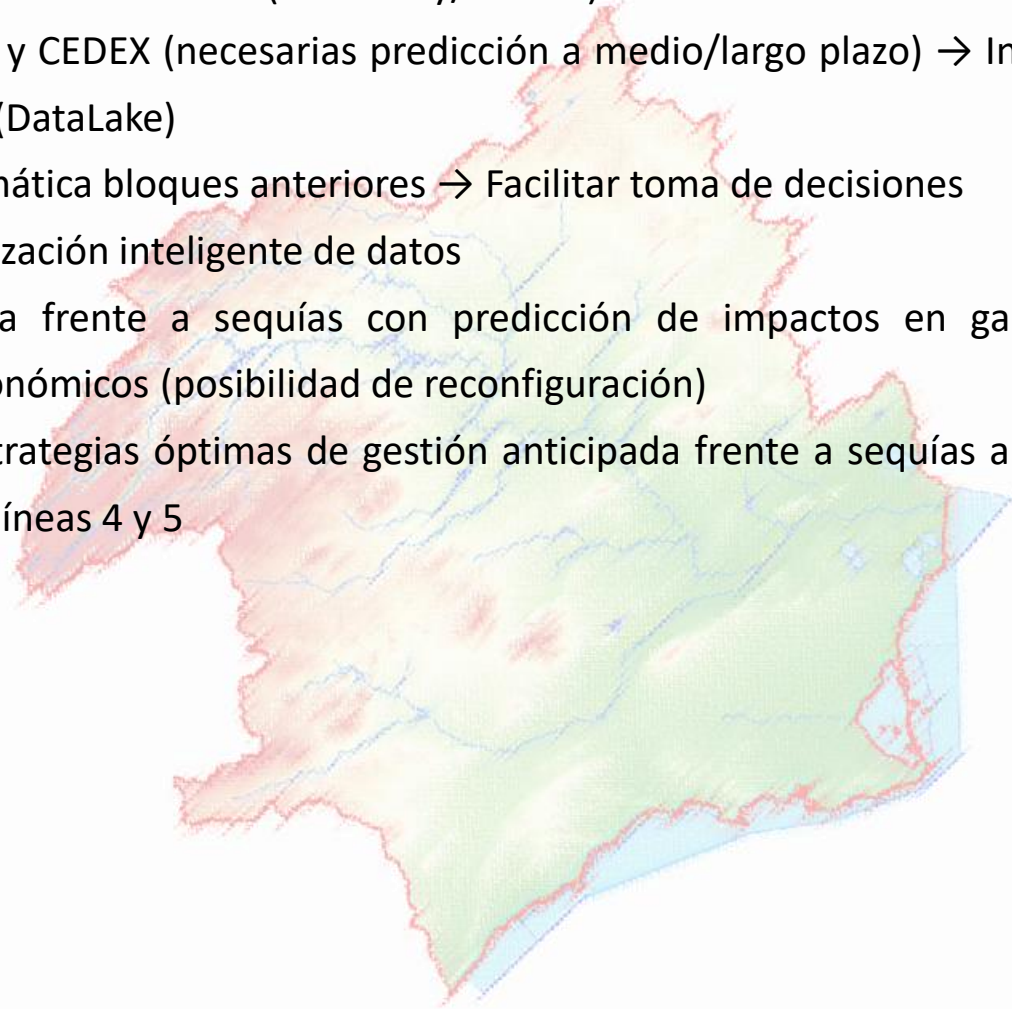 y CEDEX (necesarias predicción a medio/largo plazo) → In
(DataLake)
nática bloques anteriores → Facilitar toma de decisiones
zación inteligente de datos
a frente a sequías con predicción de impactos en ga
onómicos (posibilidad de reconfiguración)
trategias óptimas de gestión anticipada frente a sequías a
íneas 4 y 5